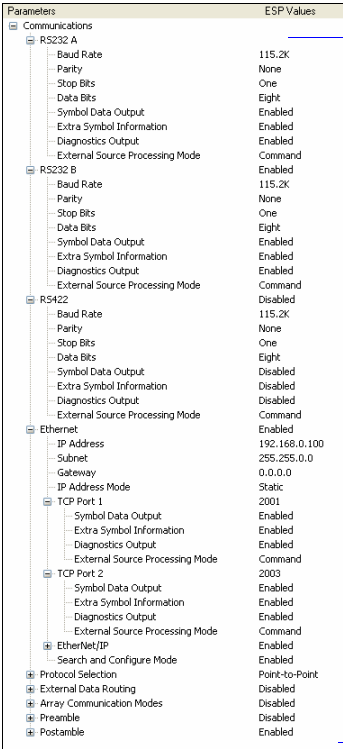 Parameters ESP Values
Communications
RS232 A
Baud Rate 115.2K
Parity None
Stop Bits One
Data Bits Eight
Symbol Data Output Enabled
Extra Symbol Information Enabled
Diagnostics Output Enabled
External Source Processing Mode Command
RS232 B Enabled
Baud Rate 115.2K
Parity None
Stop Bits One
Data Bits Eight
Symbol Data Output Enabled
Extra Symbol Information Enabled
Diagnostics Output Enabled
External Source Processing Mode Command
RS422 Disabled
Baud Rate 115.2K
Parity None
Stop Bits One
Data Bits Eight
Symbol Data Output Disabled
Extra Symbol Information Disabled
Diagnostics Output Disabled
External Source Processing Mode Command
Ethernet Enabled
IP Address 192.168.0.100
Subnet 255.255.0.0
Gateway 0.0.0.0
IP Address Mode Static
TCP Port 1 2001
Symbol Data Output Enabled
Extra Symbol Information Enabled
Diagnostics Output Enabled
External Source Processing Mode Command
TCP Port 2 2003
Symbol Data Output Enabled
Extra Symbol Information Enabled
Diagnostics Output Enabled
External Source Processing Mode Command
EtherNet/IP Enabled
Search and Configure Mode Enabled
Protocol Selection Point-to-Point
External Data Routing Disabled
Array Communication Modes Disabled
Preamble Disabled
Postamble Enabled